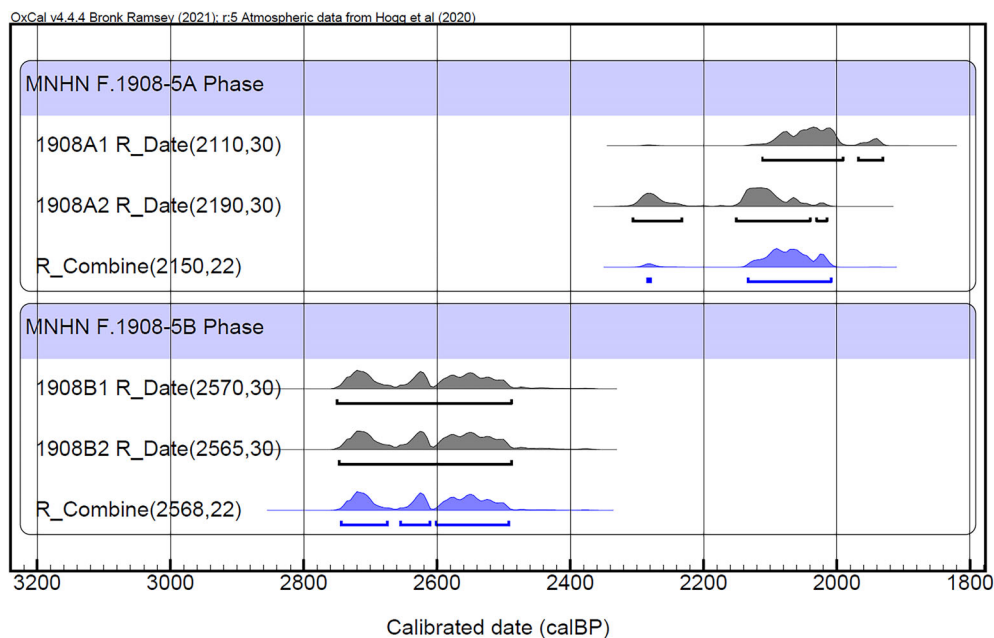 OxCal v4.4.4 Bronk Ramsey (2021); r:5 Atmospheric data from Hogg et al (2020)
MNHN F.1908-5A Phase
1908A1 R_Date(2110,30)
1908A2 R_Date(2190,30)
R_Combine(2150,22)
MNHN F.1908-5B Phase
1908B1 R_Date(2570,30)
1908B2 R_Date(2565,30)
R_Combine(2568,22)
3200 3000 2800 2600 2400 2200 2000 1800
Calibrated date (calBP)